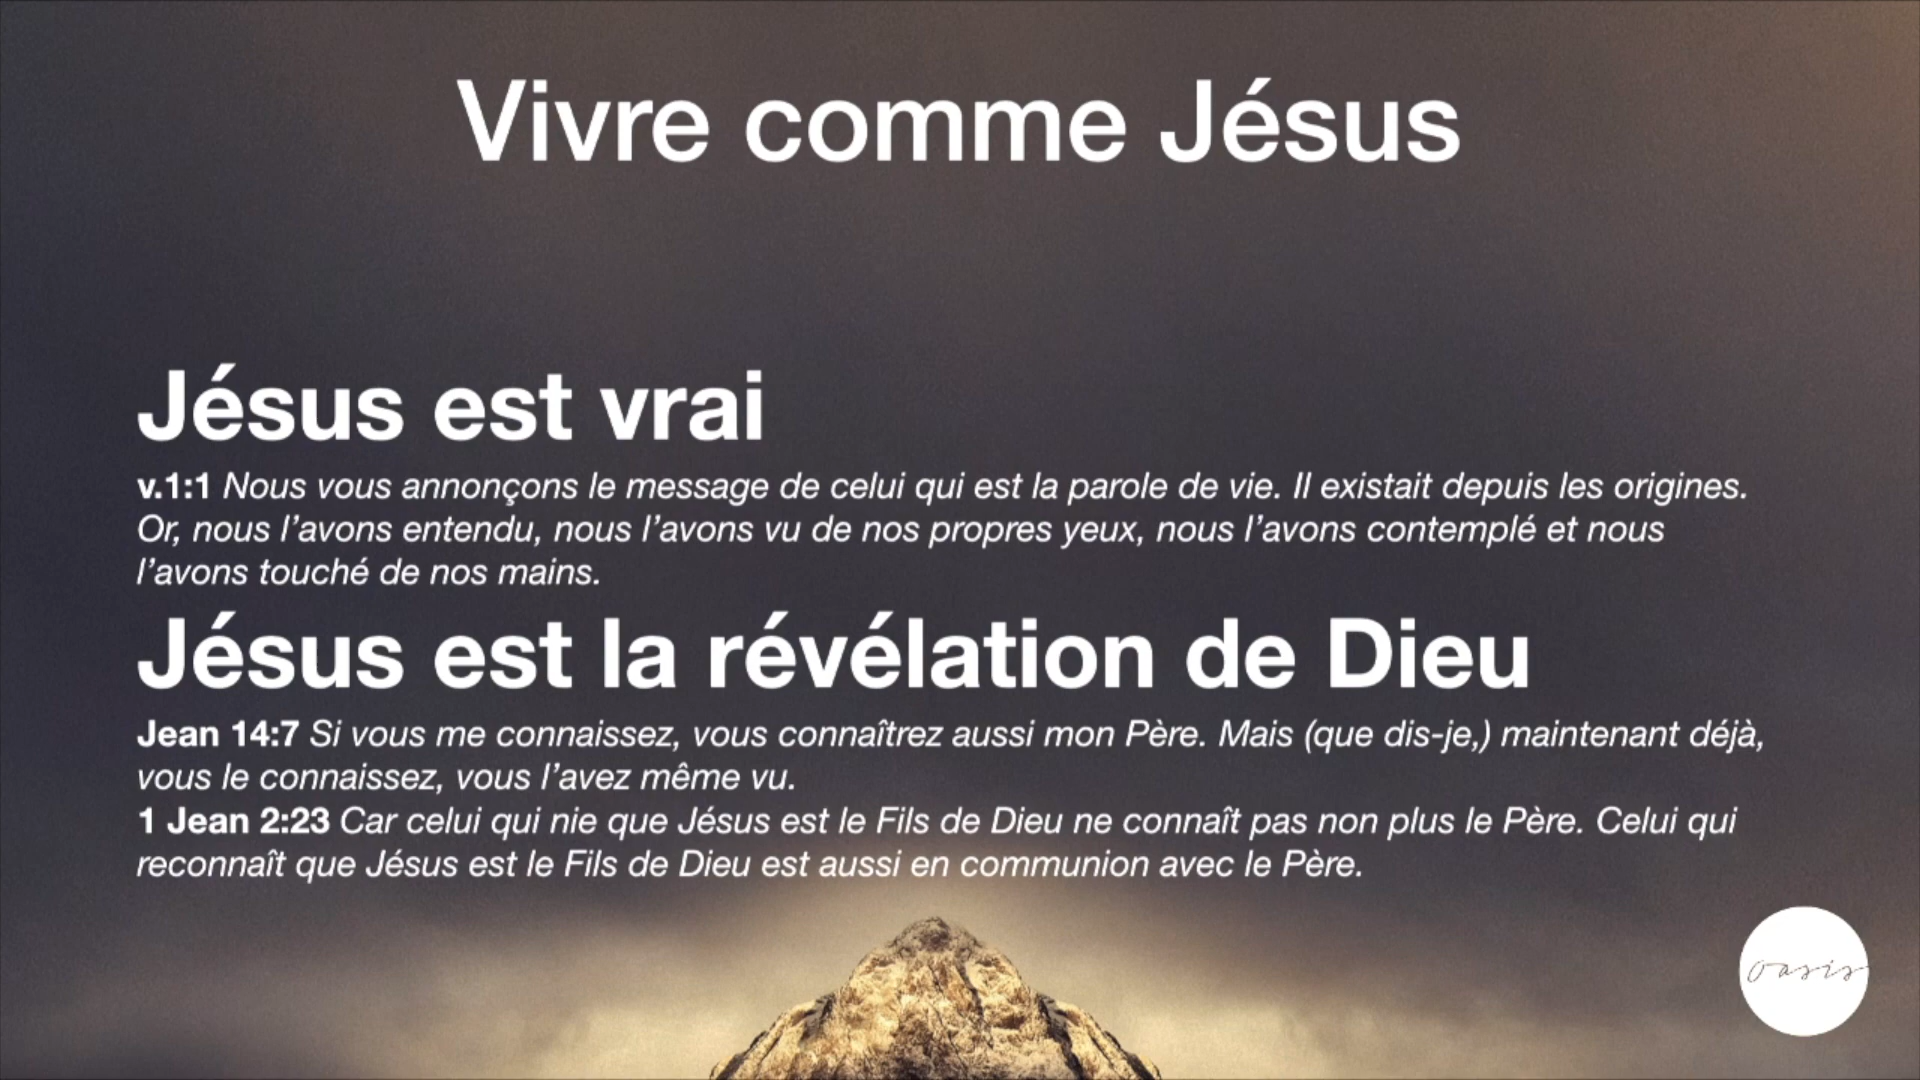 Vivre comme Jésus
Jésus est vrai
v.1:1 Nous vous annonçons le message de celui qui est la parole de vie. Il existait depuis les origines.
Or, nous l’avons entendu, nous l’avons vu de nos propres yeux, nous l’avons contemplé et nous
l’avons touché de nos mains.
Jésus est la révélation de Dieu
Jean 14:7 Si vous me connaissez, vous connaîtrez aussi mon Père. Mais (que dis-je,) maintenant déjà,
vous le connaissez, vous l’avez même vu.
1 Jean 2:23 Car celui qui nie que Jésus est le Fils de Dieu ne connaît pas non plus le Père. Celui qui
reconnaît que Jésus est le Fils de Dieu est aussi en communion avec le Père.
oasis